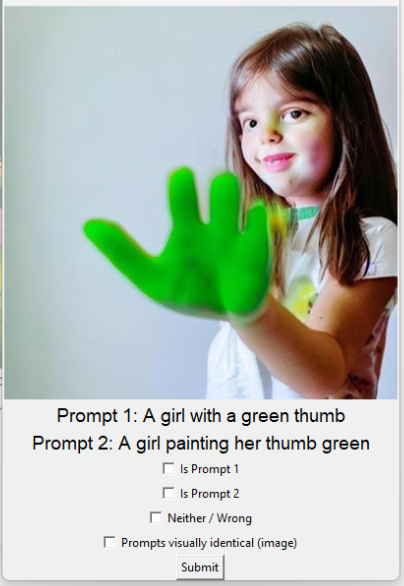 Prompt 1: A girl with a green thumb
Prompt 2: A girl painting her thumb green
Is Prompt 1
Is Prompt 2
Neither / Wrong
Prompts visually identical (image)
Submit